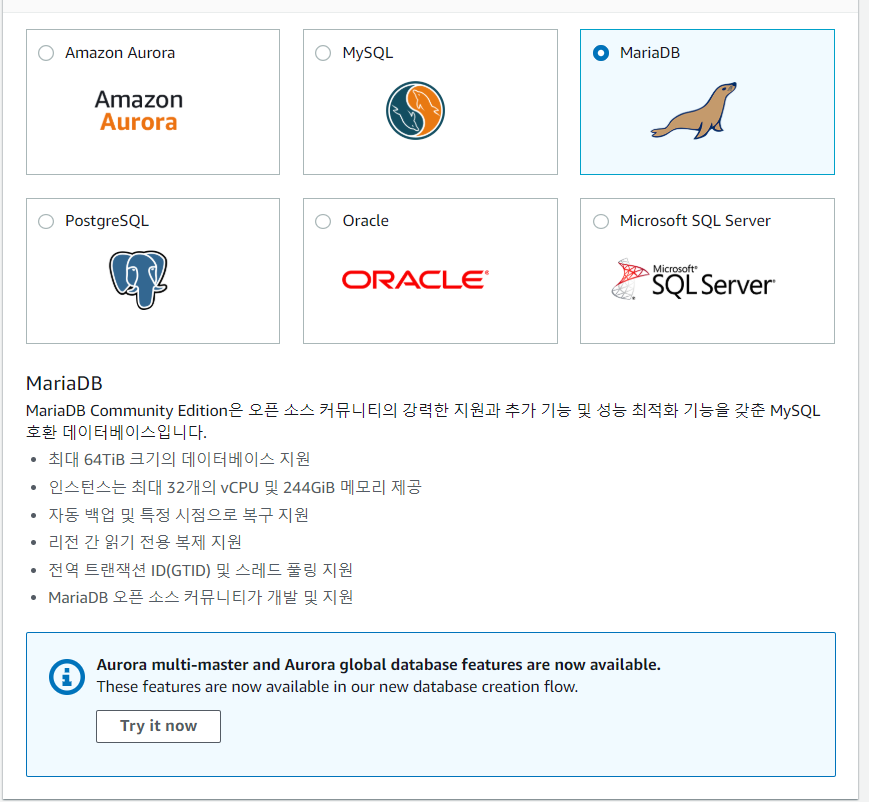 Amazon Aurora
MySQL
MariaDB
Amazon
Aurora
PostgreSQL
Oracle
Microsoft SQL Server
ORACLE®
Microsoft®
SQL Server®
MariaDB
MariaDB Community Edition은 오픈 소스 커뮤니티의 강력한 지원과 추가 기능 및 성능 최적화 기능을 갖춘 MySQL
호환 데이터베이스입니다.
• 최대 64TiB 크기의 데이터베이스 지원
• 인스턴스는 최대 32개의 vCPU 및 244GiB 메모리 제공
• 자동 백업 및 특정 시점으로 복구 지원
• 리전 간 읽기 전용 복제 지원
• 전역 트랜잭션 ID(GTID) 및 스레드 풀링 지원
• MariaDB 오픈 소스 커뮤니티가 개발 및 지원
Aurora multi-master and Aurora global database features are now available.
These features are now available in our new database creation flow.
Try it now